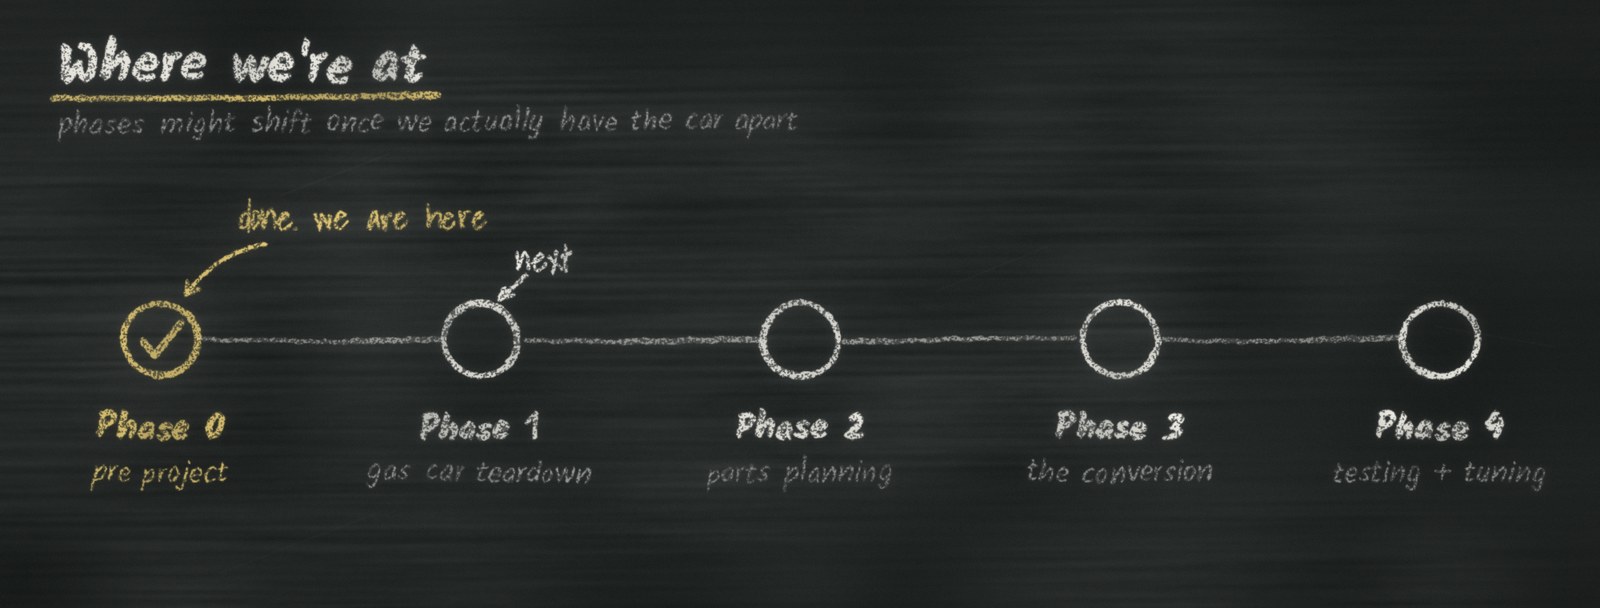 Where we're at
phases might shift once we actually have the car apart
done. we are here
next
Phase 0
pre project
Phase 1
gas car teardown
Phase 2
parts planning
Phase 3
the conversion
Phase 4
testing + tuning